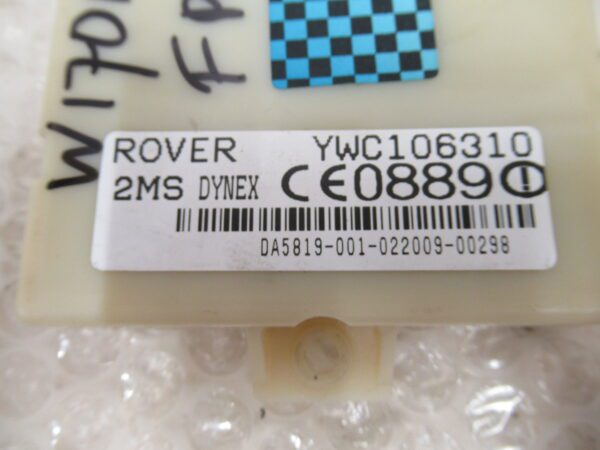 ROVER YWC106310
2MS DYNEX CE0889
DA5819-001-022009-00298